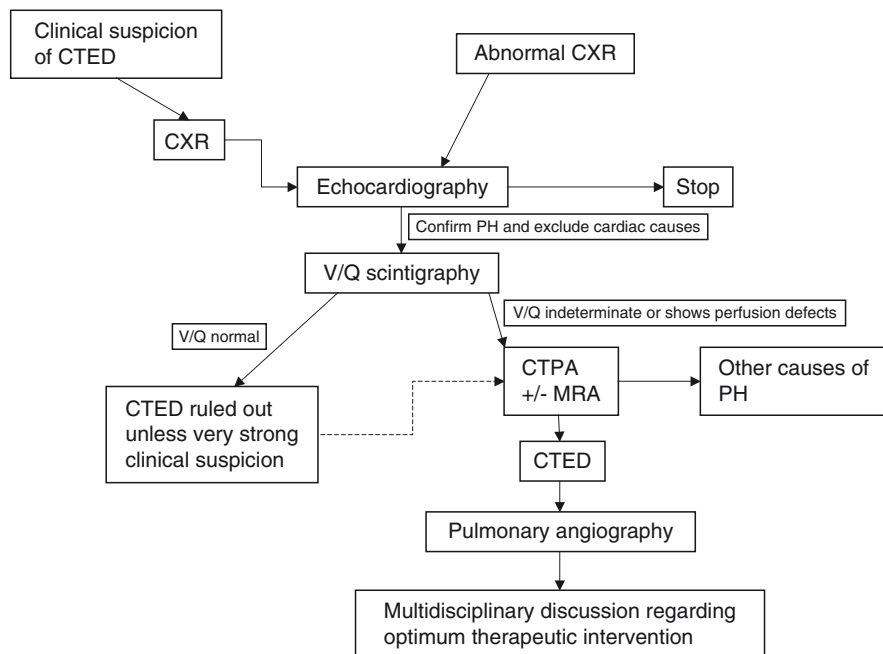 Clinical suspicion
of CTED
Abnormal CXR
CXR
Echocardiography
Stop
Confirm PH and exclude cardiac causes
V/Q scintigraphy
V/Q normal
V/Q indeterminate or shows perfusion defects
CTED ruled out
unless very strong
clinical suspicion
CTPA
+/- MRA
Other causes of
PH
CTED
Pulmonary angiography
Multidisciplinary discussion regarding
optimum therapeutic intervention